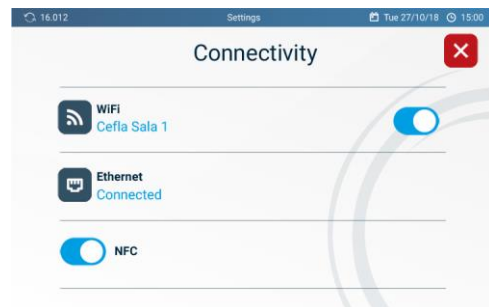 16.012 Settings Tue 27/10/18 15:00
Connectivity
WiFi
Cefla Sala 1
Ethernet
Connected
NFC